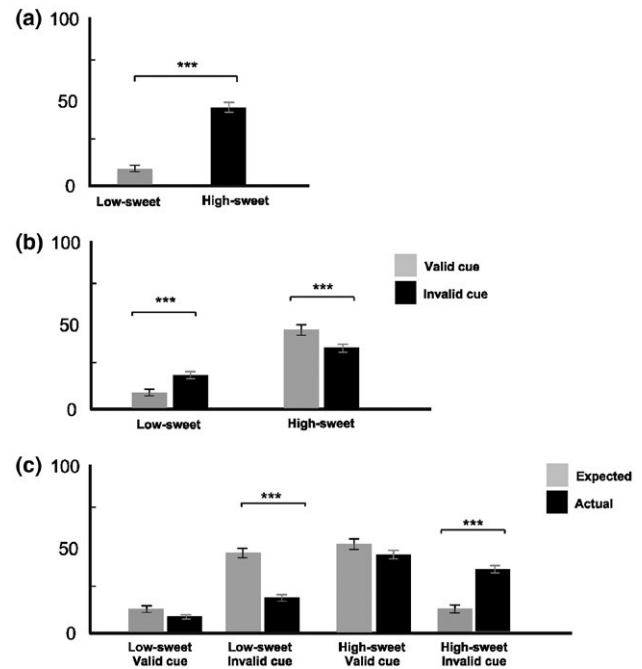 (a)
100
***
50
0
Low-sweet High-sweet
(b)
100
Valid cue
Invalid cue
*** ***
50
0
Low-sweet High-sweet
(c)
100
Expected
Actual
*** ***
50
0
Low-sweet Low-sweet High-sweet High-sweet
Valid cue Invalid cue Valid cue Invalid cue